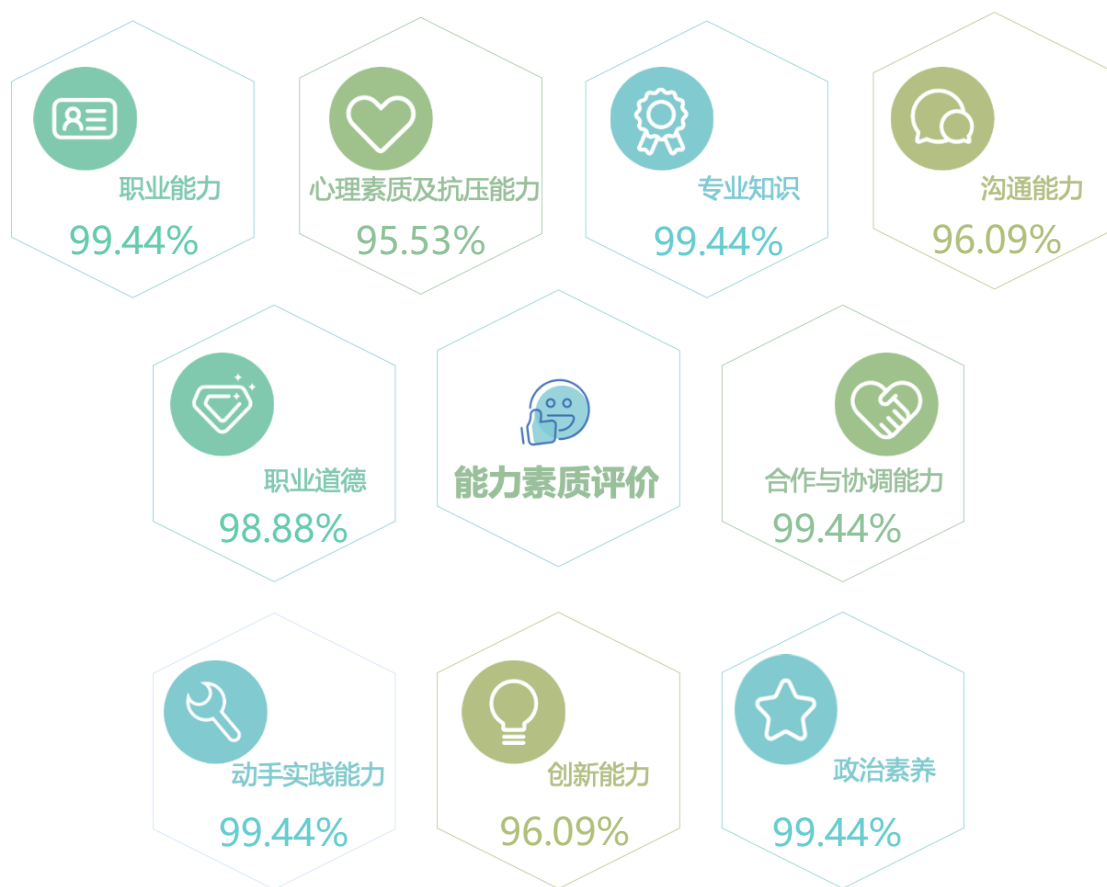 职业能力
99.44%
心理素质及抗压能力
95.53%
专业知识
99.44%
沟通能力
96.09%
职业道德
98.88%
能力素质评价
合作与协调能力
99.44%
动手实践能力
99.44%
创新能力
96.09%
政治素养
99.44%